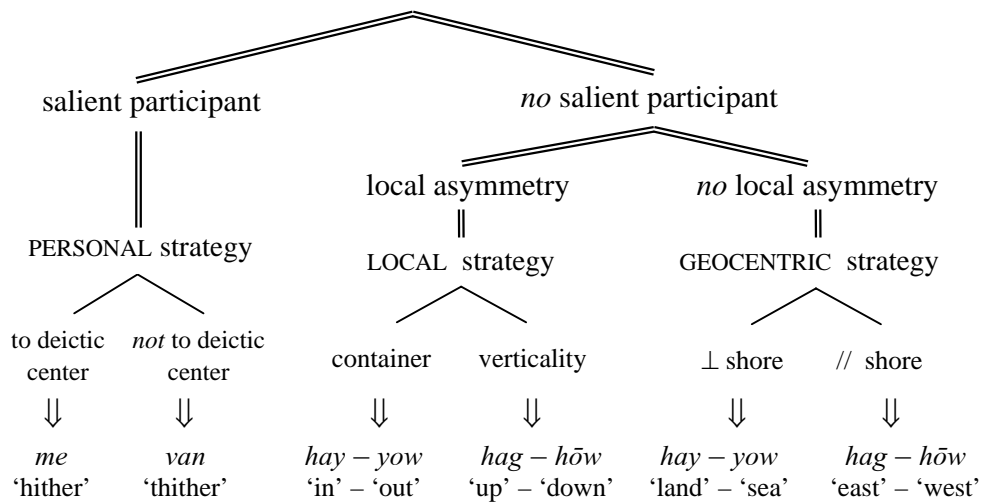 salient participant no salient participant
local asymmetry no local asymmetry
PERSONAL strategy LOCAL strategy GEOCENTRIC strategy
to deictic not to deictic
center center container verticality ⊥ shore // shore
⇓ ⇓ ⇓ ⇓ ⇓ ⇓
me van hay – yow hag – hōw hay – yow hag – hōw
‘hither’ ‘thither’ ‘in’ – ‘out’ ‘up’ – ‘down’ ‘land’ – ‘sea’ ‘east’ – ‘west’